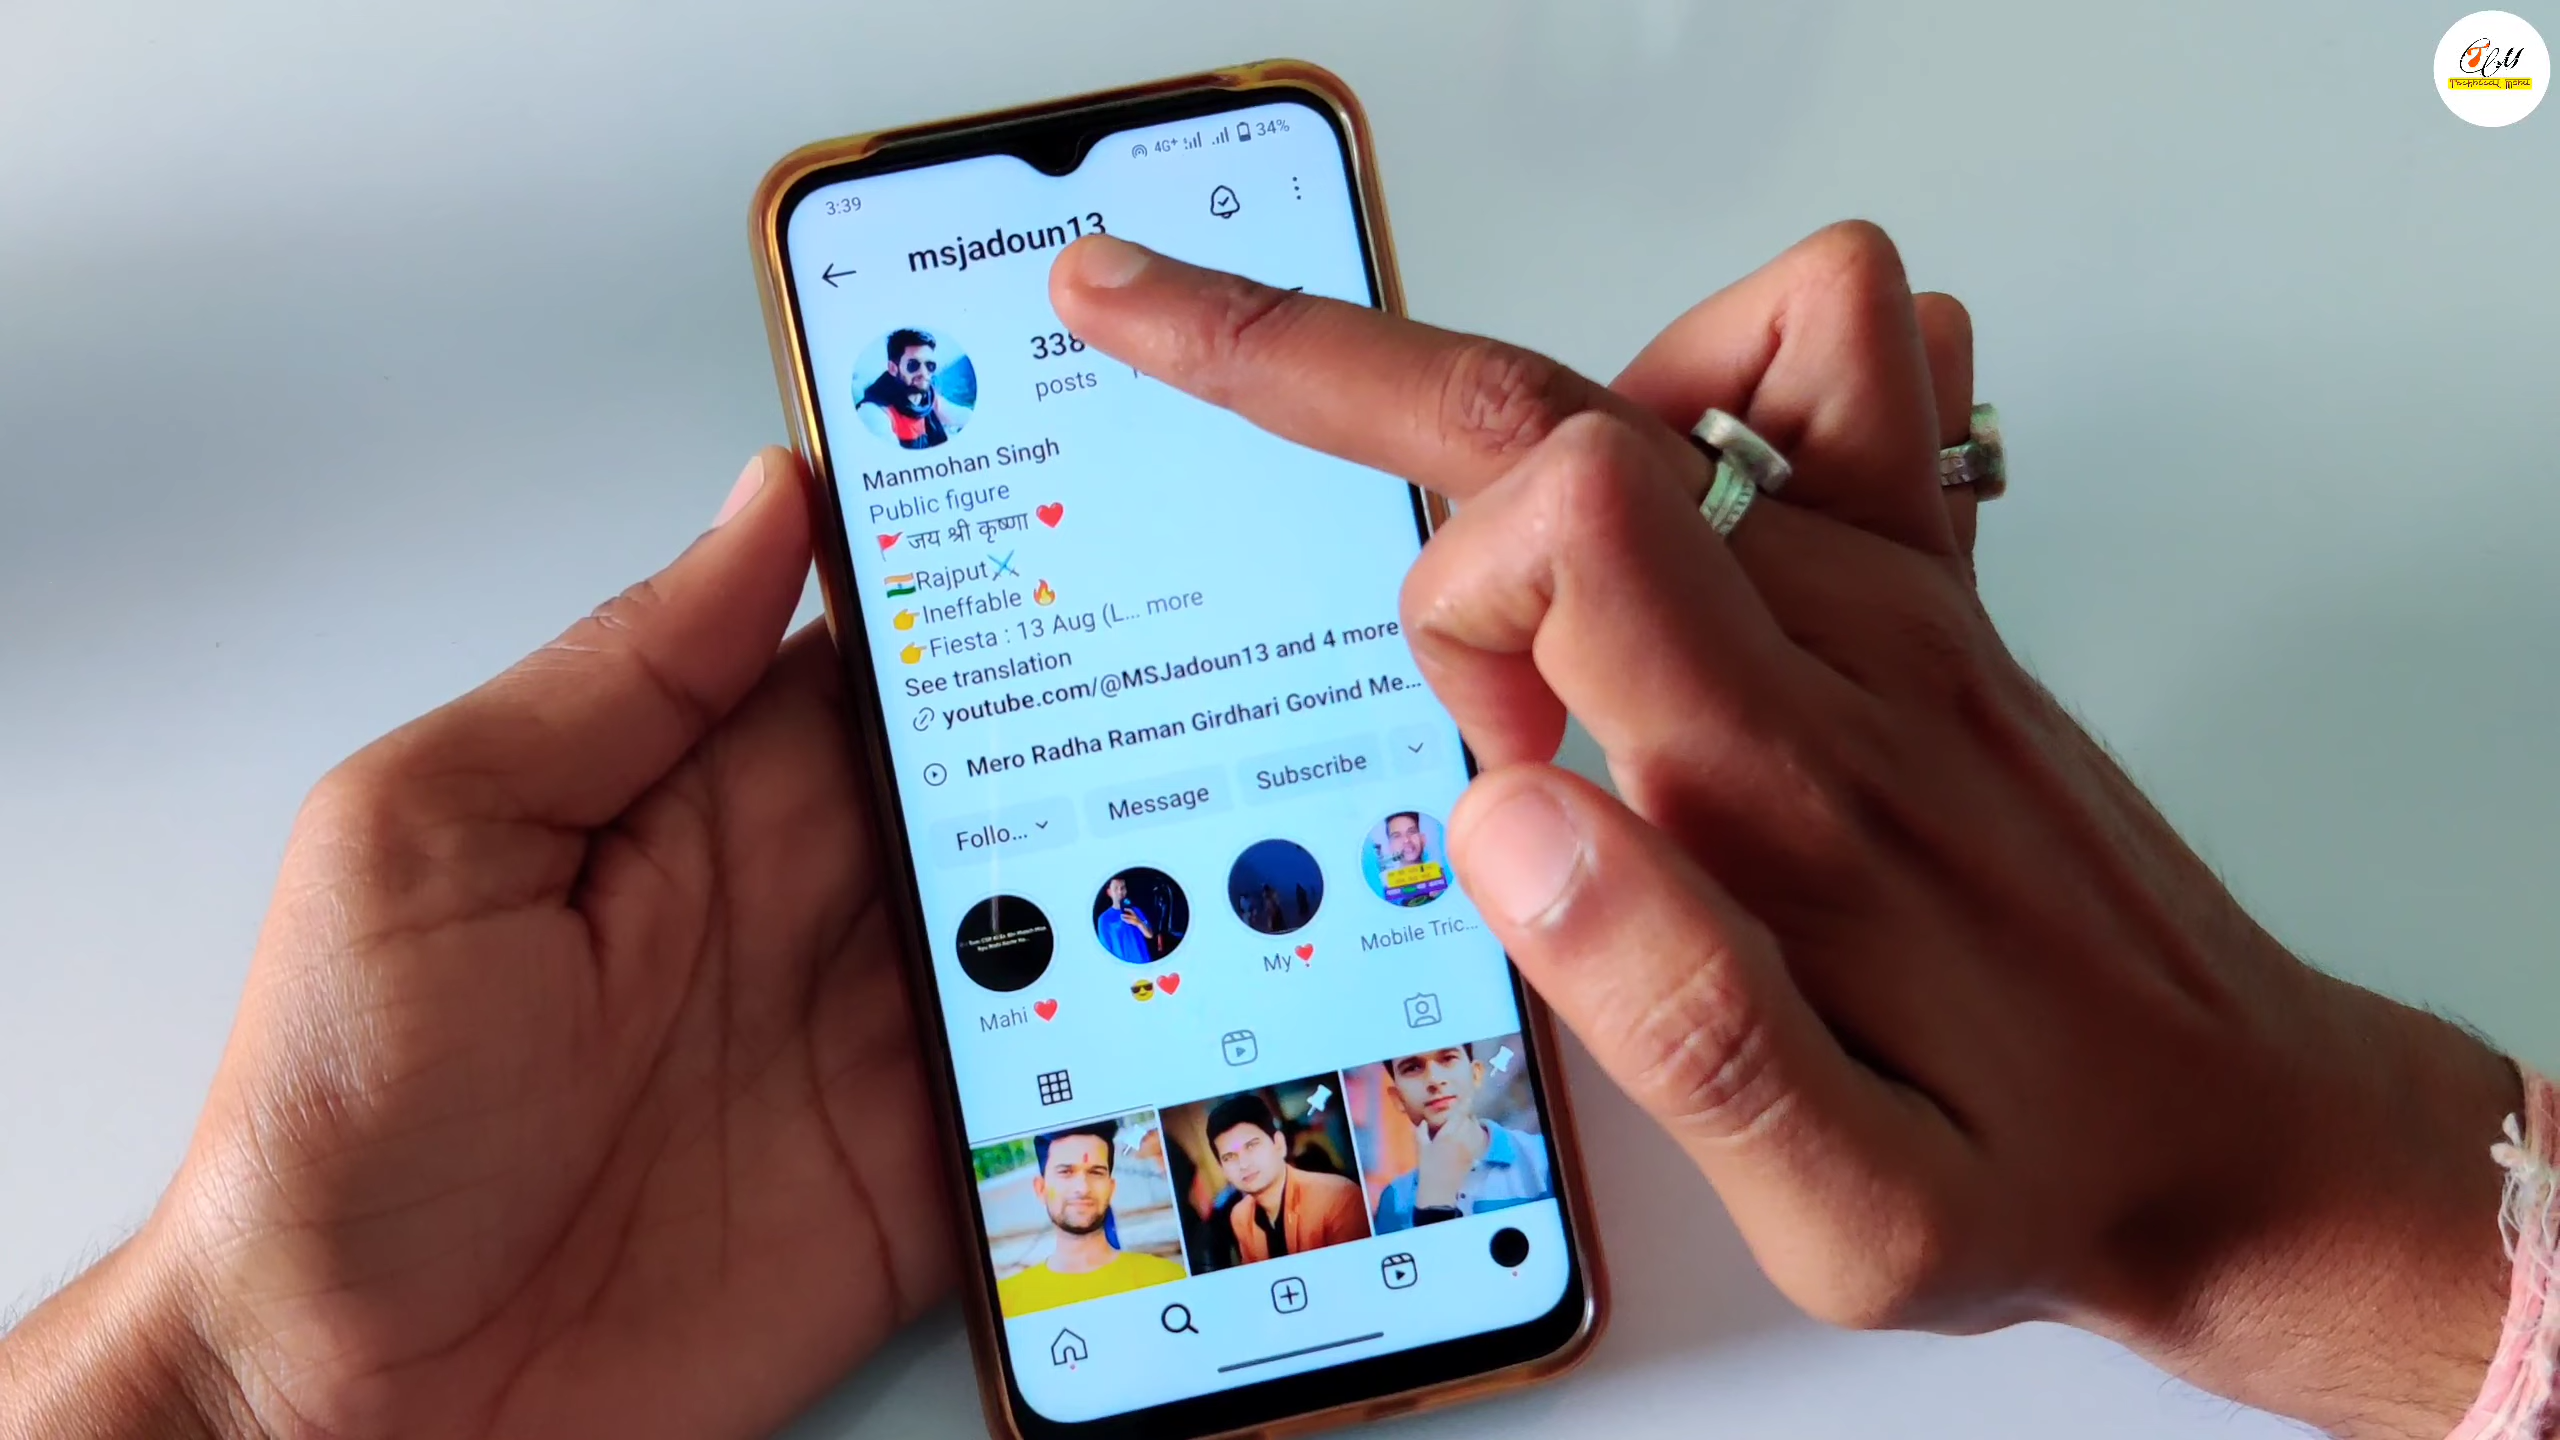 3:39
4G+
34%
msjadoun13
338
posts
Manmohan Singh
Public figure
🚩जय श्री कृष्णा ❤️
🇮🇳Rajput⚔️
👉Ineffable 🔥
👉Fiesta : 13 Aug (L... more
See translation
youtube.com/@MSJadoun13 and 4 more
Mero Radha Raman Girdhari Govind Me...
Follo...
Message
Subscribe
Mahi ❤️
😎❤️
My❣️
Mobile Tric...